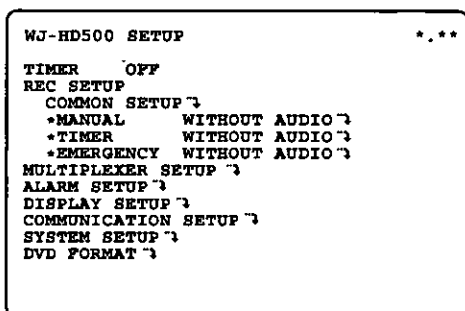 WJ-HD500 SETUP *.**
TIMER OFF
REC SETUP
COMMON SETUP⤵
*MANUAL WITHOUT AUDIO⤵
*TIMER WITHOUT AUDIO⤵
*EMERGENCY WITHOUT AUDIO⤵
MULTIPLEXER SETUP ⤵
ALARM SETUP⤵
DISPLAY SETUP⤵
COMMUNICATION SETUP⤵
SYSTEM SETUP⤵
DVD FORMAT ⤵